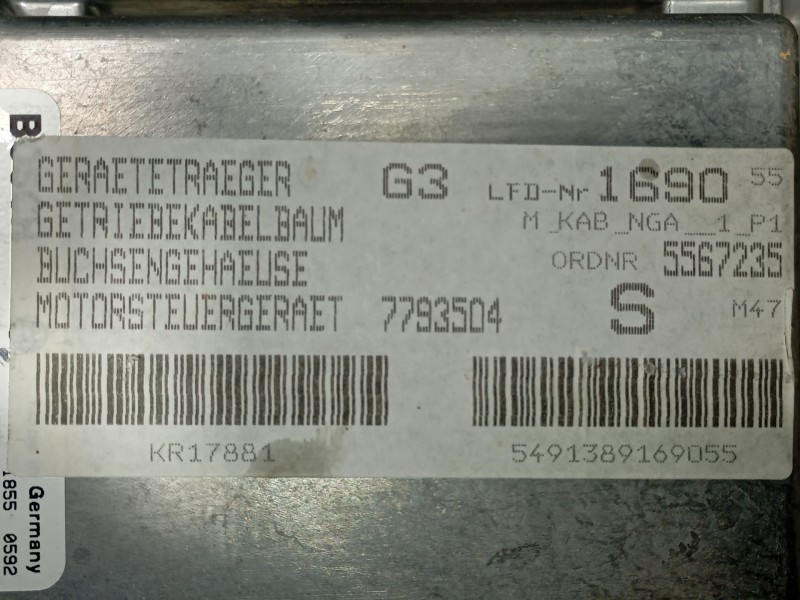 GERAETETRAEGER G3 LFD-Nr 1690 55
GETRIEBEKABELBAUM M_KAB_NGA__1_P1
BUCHSENGEHAEUSE ORDNR 5567235
MOTORSTEUERGERAET 7793504 S M47
KR17881 5491389169055
Germany
1855 0592